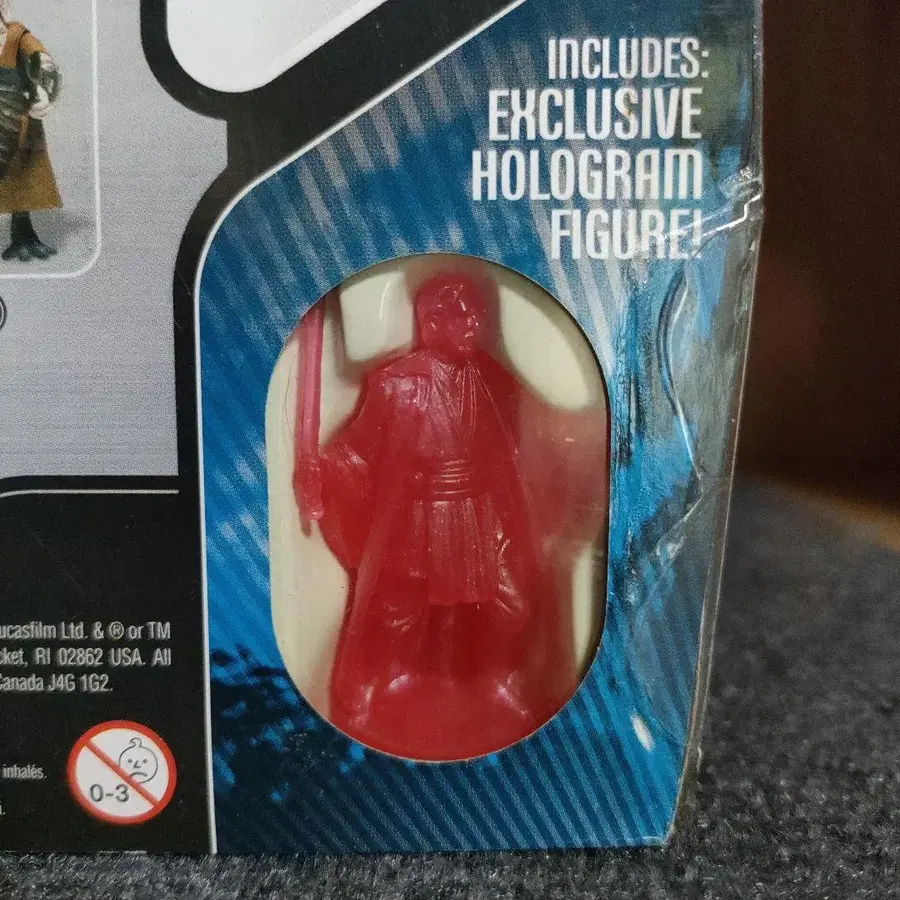 INCLUDES:
EXCLUSIVE
HOLOGRAM
FIGURE!
ucasfilm Ltd. & ® or TM
cket, RI 02862 USA. All
Canada J4G 1G2.
inhalés.
0-3